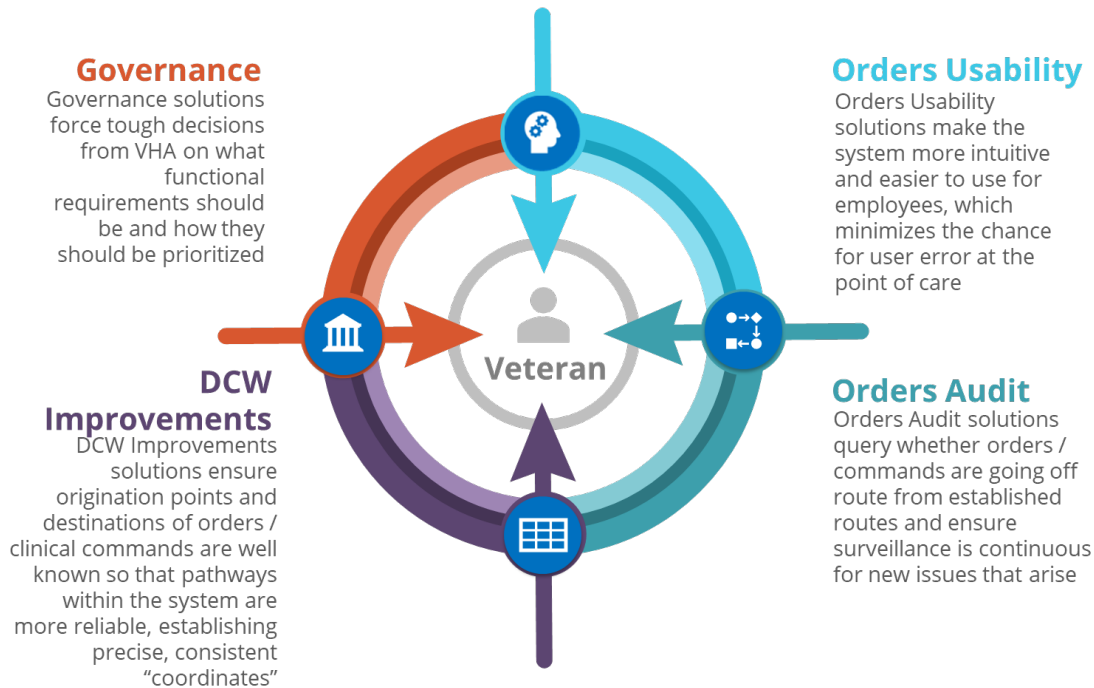 Governance
Governance solutions
force tough decisions
from VHA on what
functional
requirements should
be and how they
should be prioritized
Orders Usability
Orders Usability
solutions make the
system more intuitive
and easier to use for
employees, which
minimizes the chance
for user error at the
point of care
Veteran
DCW
Improvements
DCW Improvements
solutions ensure
origination points and
destinations of orders /
clinical commands are well
known so that pathways
within the system are
more reliable, establishing
precise, consistent
“coordinates”
Orders Audit
Orders Audit solutions
query whether orders /
commands are going off
route from established
routes and ensure
surveillance is continuous
for new issues that arise